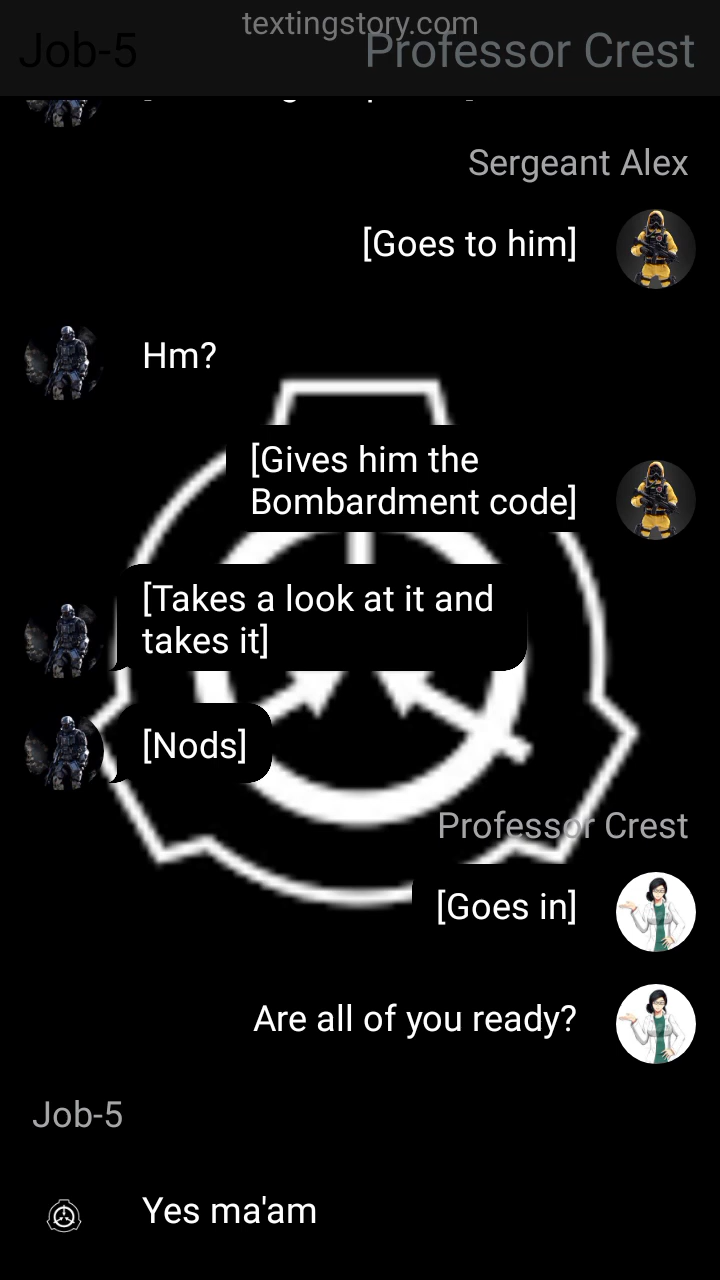 textingstory.com
Job-5
Professor Crest
Sergeant Alex
[Goes to him]
Hm?
[Gives him the
Bombardment code]
[Takes a look at it and
takes it]
[Nods]
Professor Crest
[Goes in]
Are all of you ready?
Job-5
Yes ma'am